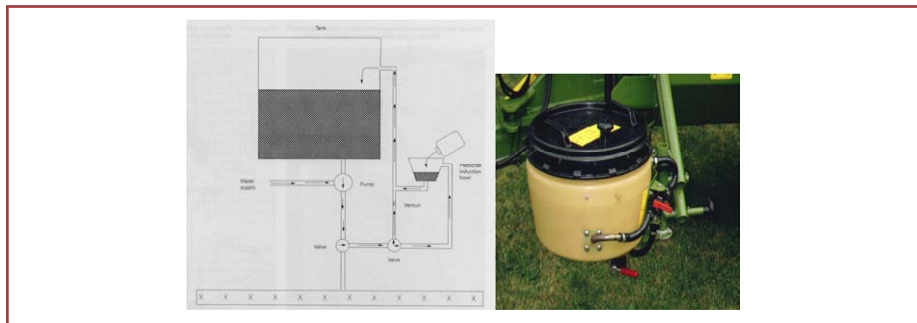 Tank
Water
supply
Pump
Pesticide
induction
bowl
Venturi
Valve
Valve
X X X X X X X X X X X